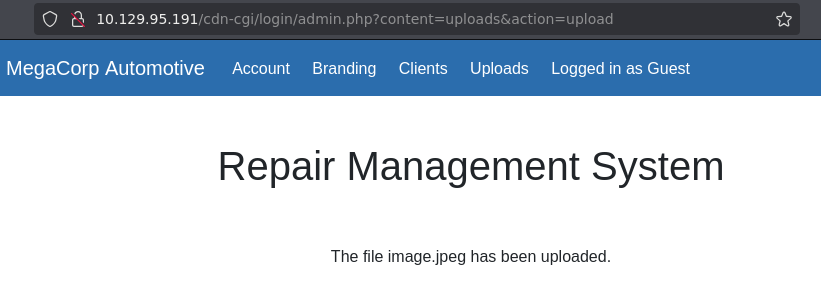 10.129.95.191/cdn-cgi/login/admin.php?content=uploads&action=upload
MegaCorp Automotive Account Branding Clients Uploads Logged in as Guest
Repair Management System
The file image.jpeg has been uploaded.